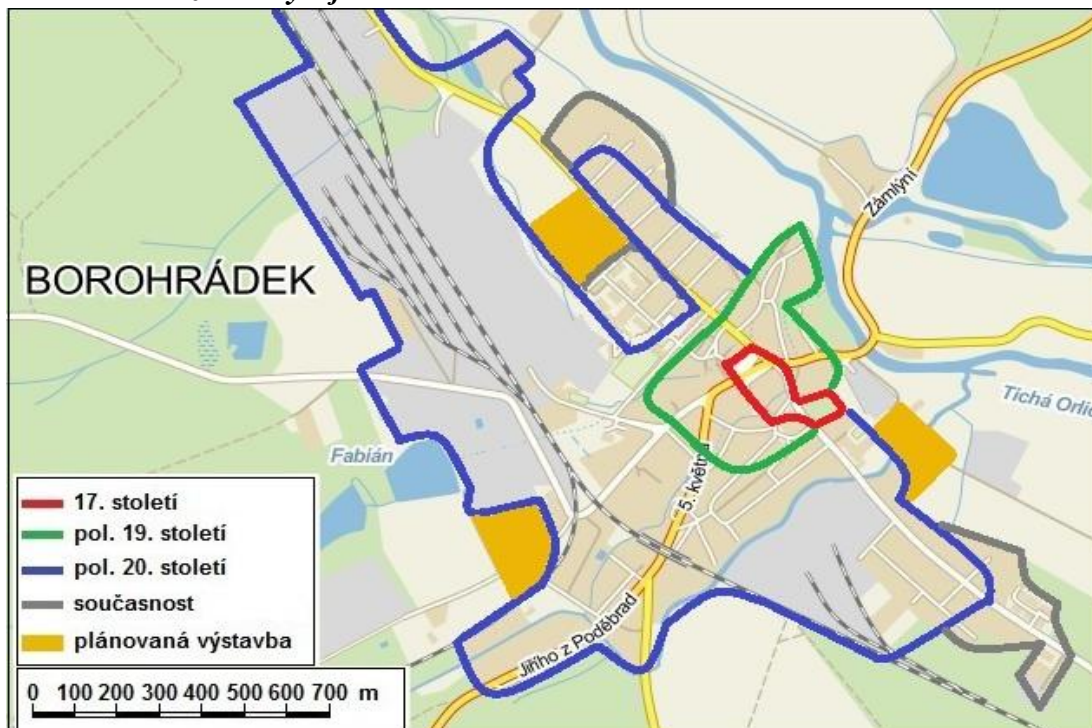 Zámlýní
BOROHRÁDEK
Tichá Orli
Fabián
5. května
Jiřího z Poděbrad
17. století
pol. 19. století
pol. 20. století
současnost
plánovaná výstavba
0 100 200 300 400 500 600 700 m